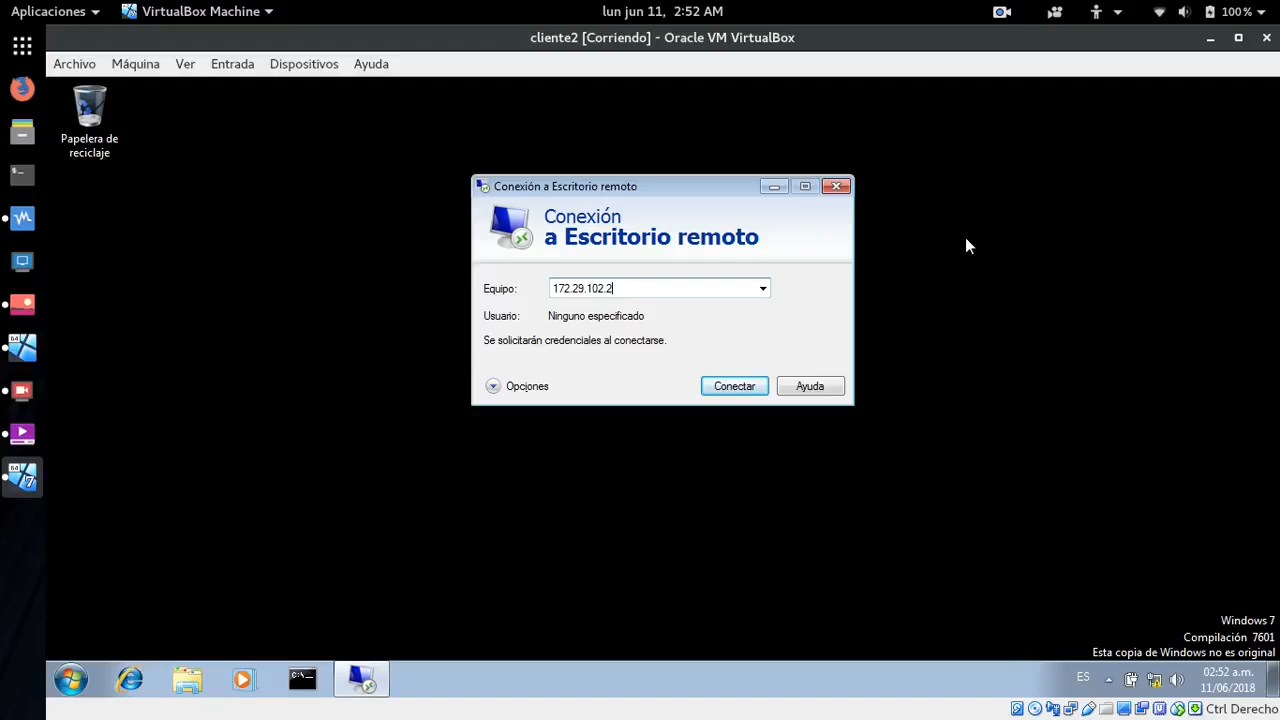 Aplicaciones
VirtualBox Machine
lun jun 11, 2:52 AM
100%
cliente2 [Corriendo] - Oracle VM VirtualBox
Archivo Máquina Ver Entrada Dispositivos Ayuda
Papelera de
reciclaje
Conexión a Escritorio remoto
Conexión
a Escritorio remoto
Equipo: 172.29.102.2
Usuario: Ninguno especificado
Se solicitarán credenciales al conectarse.
Opciones
Conectar
Ayuda
Windows 7
Compilación 7601
Esta copia de Windows no es original
C:\_
ES
02:52 a.m.
11/06/2018
Ctrl Derecho